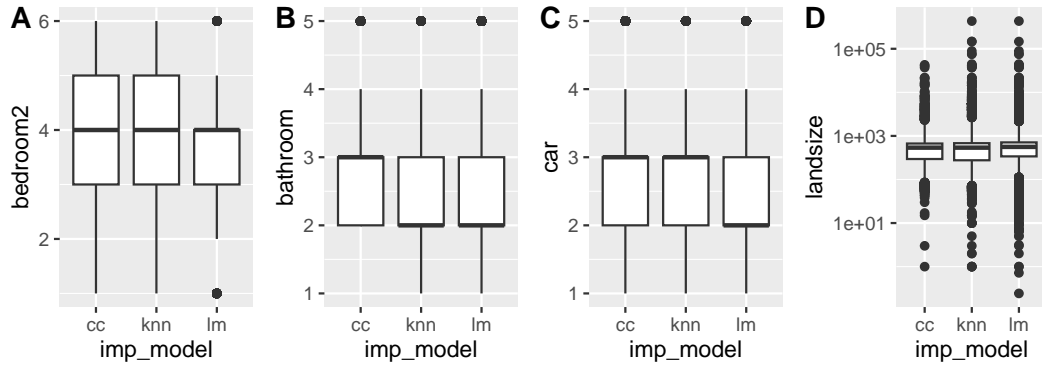 A
bedroom2
6
4
2
cc
knn
lm
imp_model
B
bathroom
5
4
3
2
1
cc
knn
lm
imp_model
C
car
5
4
3
2
1
cc
knn
lm
imp_model
D
landsize
1e+05
1e+03
1e+01
cc
knn
lm
imp_model